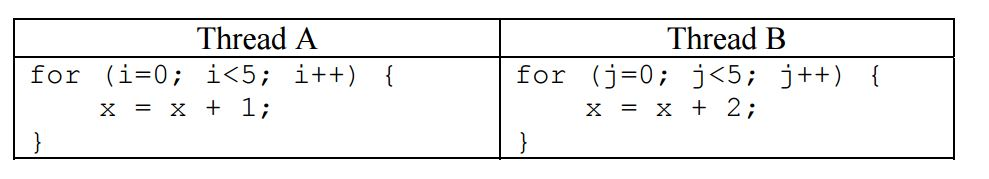 Thread A
for (i=0; i<5; i++) {
    x = x + 1;
}
Thread B
for (j=0; j<5; j++) {
    x = x + 2;
}